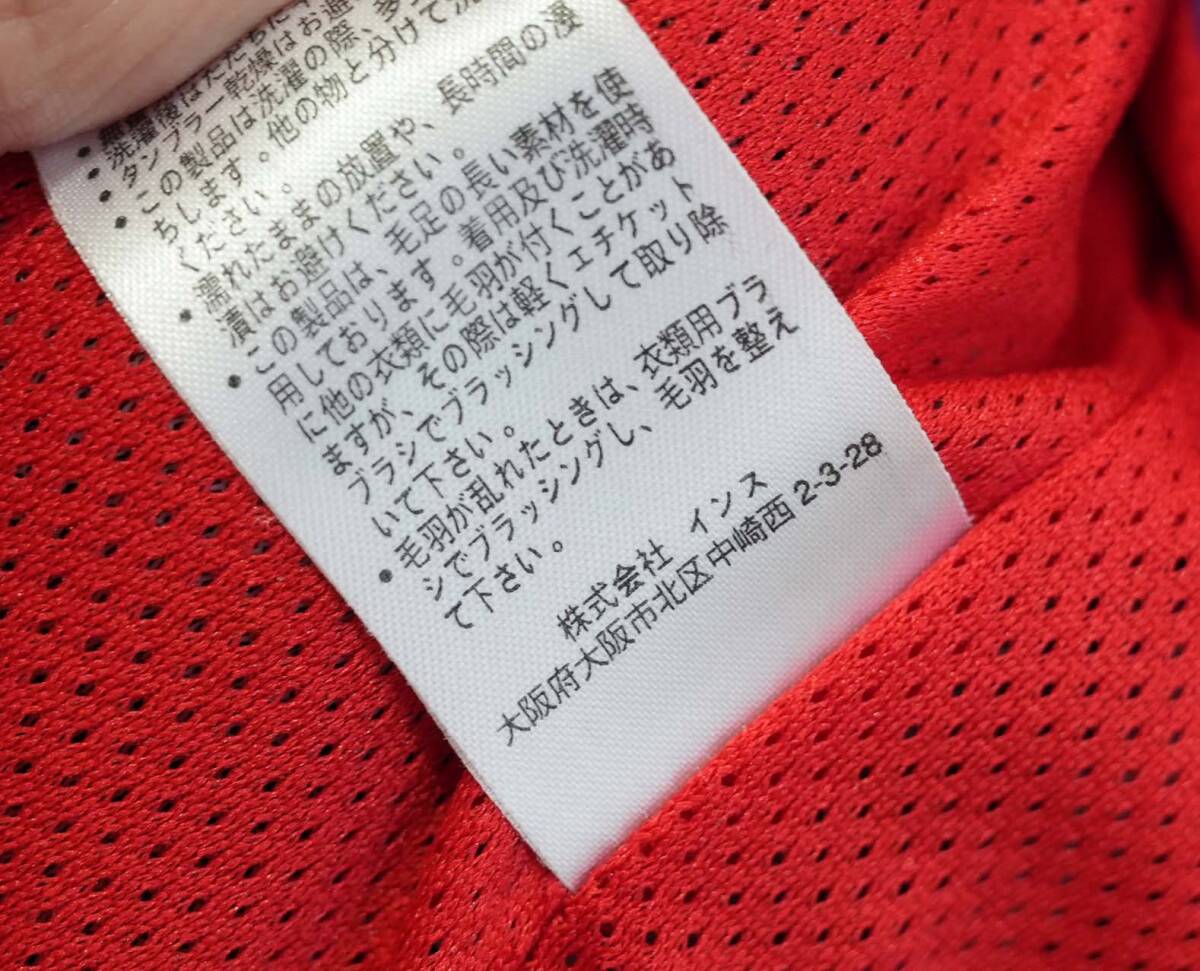 ・洗濯後はただちに
・タンブラー乾燥はお避
・この製品は洗濯の際、多
ちします。他の物と分けて洗
ください。
・濡れたままの放置や、長時間の浸
漬はお避けください。
・この製品は、毛足の長い素材を使
用しております。着用及び洗濯時
に他の衣類に毛羽が付くことがあ
ますが、その際は軽くエチケット
ブラシでブラッシングして取り除
いて下さい。
・毛羽が乱れたときは、衣類用ブラ
シでブラッシングし、毛羽を整え
て下さい。
株式会社 インス
大阪府大阪市北区中崎西 2-3-28